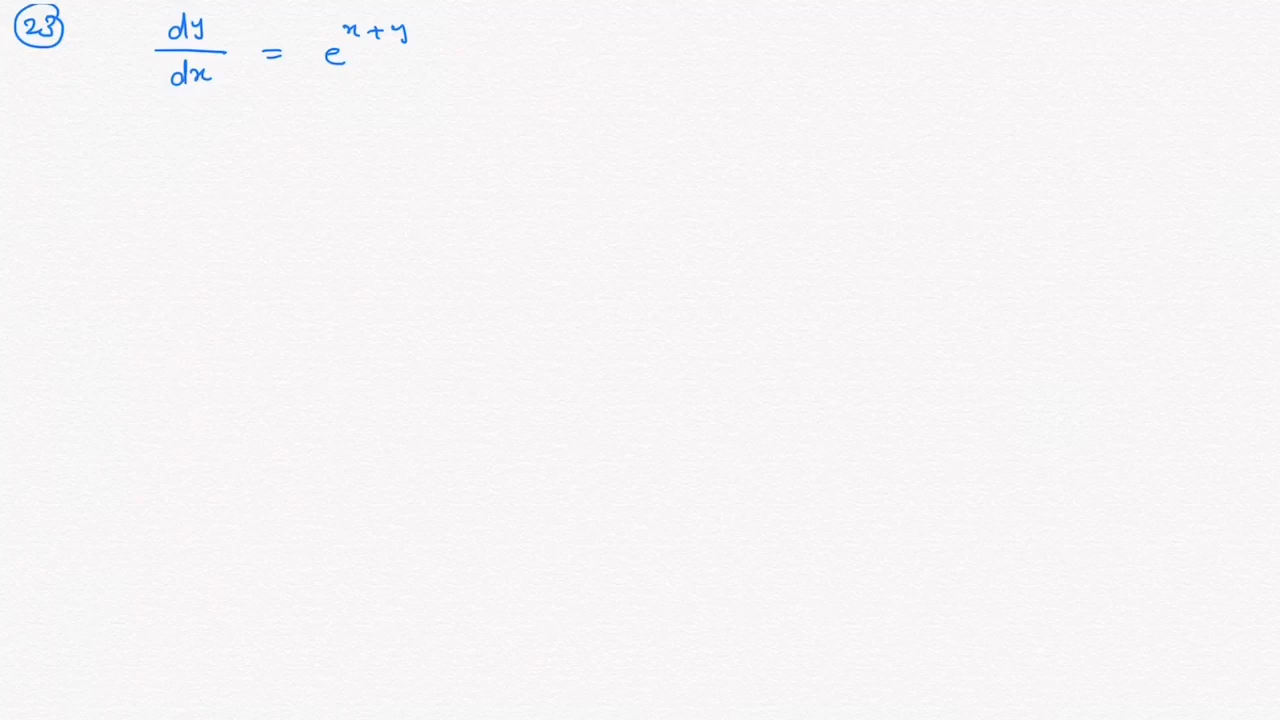 23 dy/dx = e^{x+y}